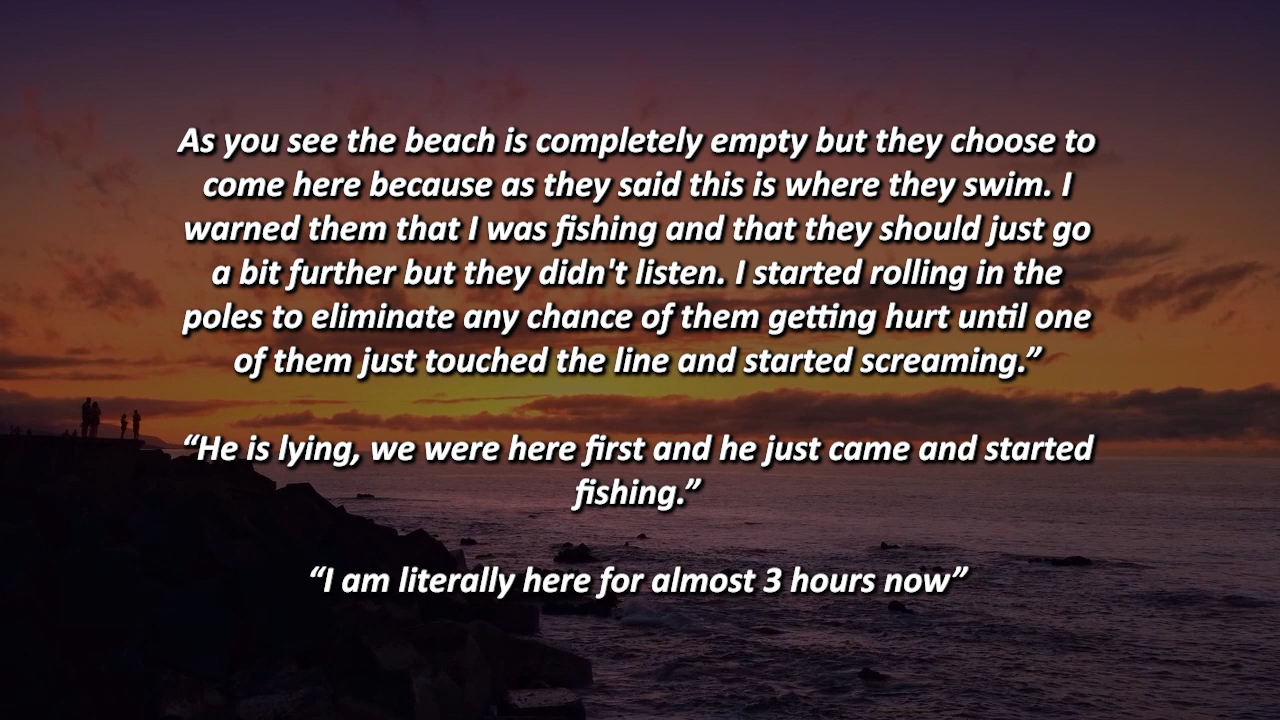 As you see the beach is completely empty but they choose to
come here because as they said this is where they swim. I
warned them that I was fishing and that they should just go
a bit further but they didn't listen. I started rolling in the
poles to eliminate any chance of them getting hurt until one
of them just touched the line and started screaming.”
“He is lying, we were here first and he just came and started
fishing.”
“I am literally here for almost 3 hours now”